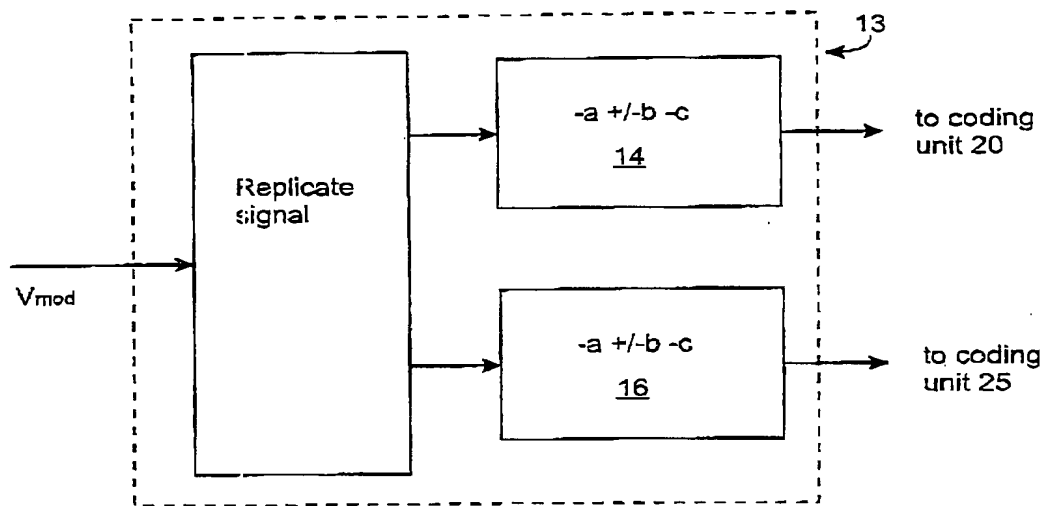 13
-a +/-b -c
14
to coding
unit 20
Replicate
signal
Vmod
-a +/-b -c
16
to coding
unit 25